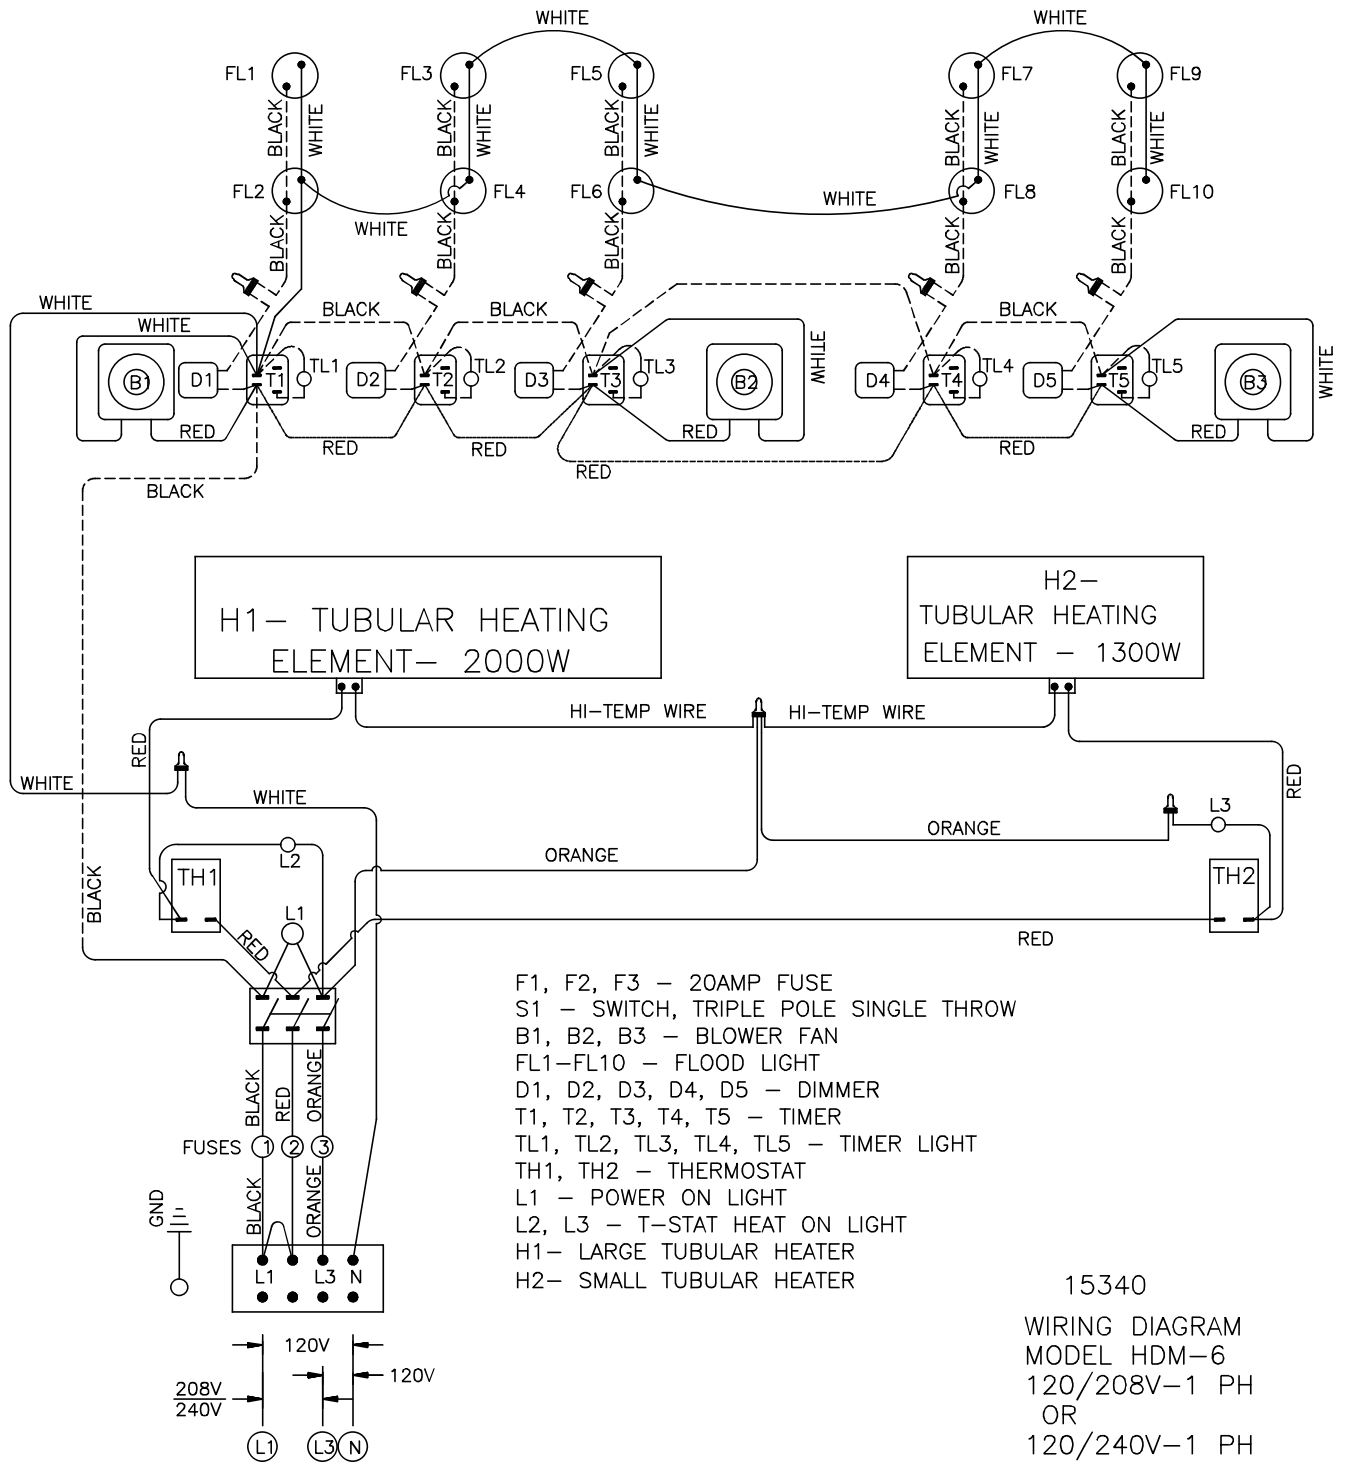 WHITE
WHITE
FL1
FL3
FL5
FL7
FL9
BLACK
WHITE
BLACK
WHITE
BLACK
WHITE
BLACK
WHITE
BLACK
WHITE
FL2
FL4
FL6
FL8
FL10
WHITE
WHITE
BLACK
BLACK
BLACK
BLACK
BLACK
WHITE
WHITE
BLACK
BLACK
BLACK
WHITE
WHITE
B1
D1
T1
TL1
D2
T2
TL2
D3
T3
TL3
B2
D4
T4
TL4
D5
T5
TL5
B3
RED
RED
RED
RED
RED
RED
RED
BLACK
H1- TUBULAR HEATING
ELEMENT- 2000W
H2-
TUBULAR HEATING
ELEMENT - 1300W
HI-TEMP WIRE
HI-TEMP WIRE
RED
RED
WHITE
WHITE
L3
ORANGE
ORANGE
L2
TH1
TH2
BLACK
L1
RED
RED
BLACK
RED
ORANGE
FUSES
1
2
3
BLACK
ORANGE
GND
L1
L3
N
120V
120V
208V
240V
L1
L3
N
F1, F2, F3 - 20AMP FUSE
S1 - SWITCH, TRIPLE POLE SINGLE THROW
B1, B2, B3 - BLOWER FAN
FL1-FL10 - FLOOD LIGHT
D1, D2, D3, D4, D5 - DIMMER
T1, T2, T3, T4, T5 - TIMER
TL1, TL2, TL3, TL4, TL5 - TIMER LIGHT
TH1, TH2 - THERMOSTAT
L1 - POWER ON LIGHT
L2, L3 - T-STAT HEAT ON LIGHT
H1- LARGE TUBULAR HEATER
H2- SMALL TUBULAR HEATER
15340
WIRING DIAGRAM
MODEL HDM-6
120/208V-1 PH
OR
120/240V-1 PH